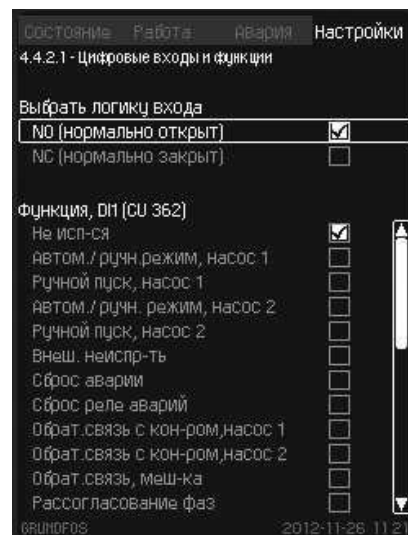 Состояние Работа Авария Настройки
4.4.2.1 - Цифровые входы и функции
Выбрать логику входа
NO (нормально открыт)
NC (нормально закрыт)
Функция, DI1 (CU 362)
Не исп-ся
Автом./ ручн.режим, насос 1
Ручной пуск, насос 1
Автом./ ручн. режим, насос 2
Ручной пуск, насос 2
Внеш. неиспр-ть
Сброс аварии
Сброс реле аварий
Обрат.связь с кон-ром,насос 1
Обрат.связь с кон-ром,насос 2
Обрат.связь, меш-ка
Рассогласование фаз
GRUNDFOS 2012-11-26 11:21